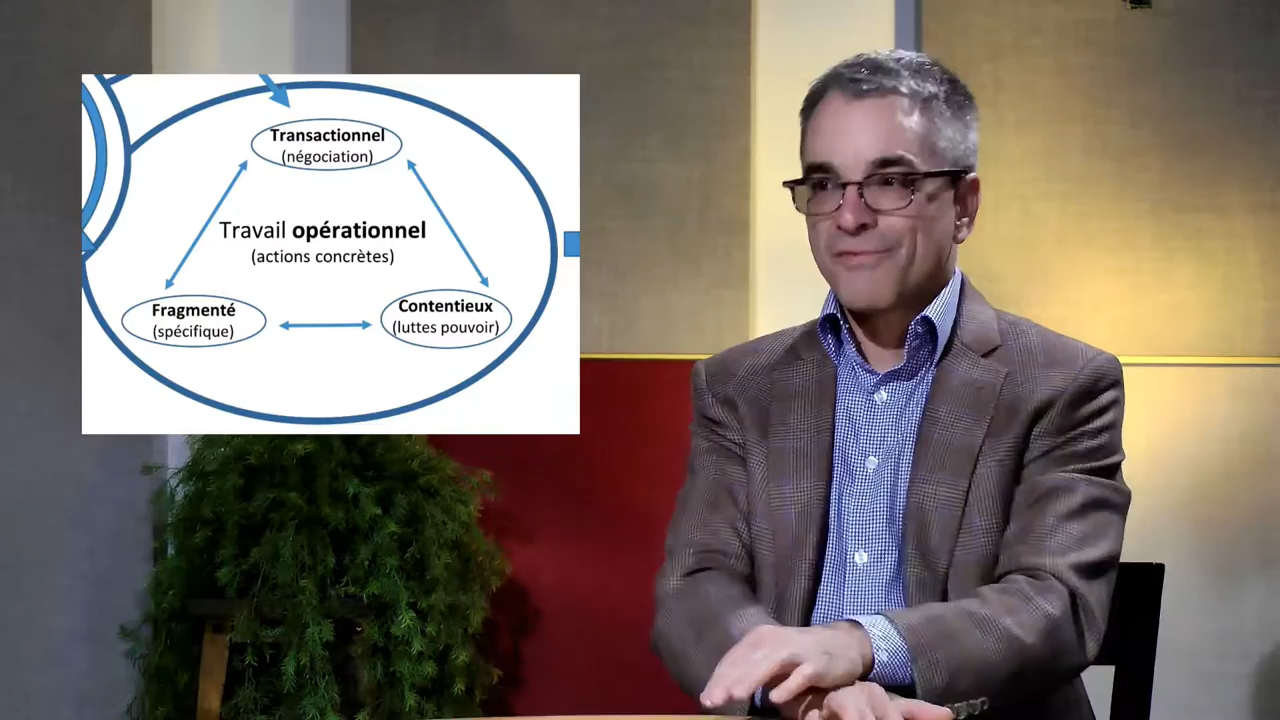 Transactionnel
(négociation)
Travail opérationnel
(actions concrètes)
Fragmenté
(spécifique)
Contentieux
(luttes pouvoir)